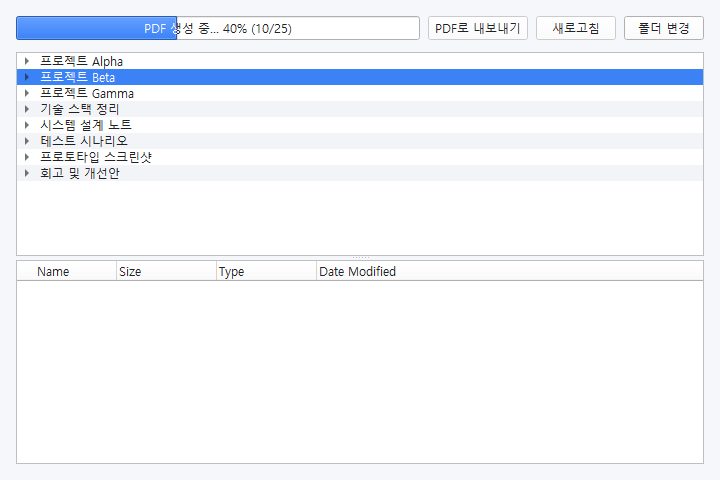 PDF 생성 중... 40% (10/25) PDF로 내보내기 새로고침 폴더 변경
프로젝트 Alpha
프로젝트 Beta
프로젝트 Gamma
기술 스택 정리
시스템 설계 노트
테스트 시나리오
프로토타입 스크린샷
회고 및 개선안
Name Size Type Date Modified